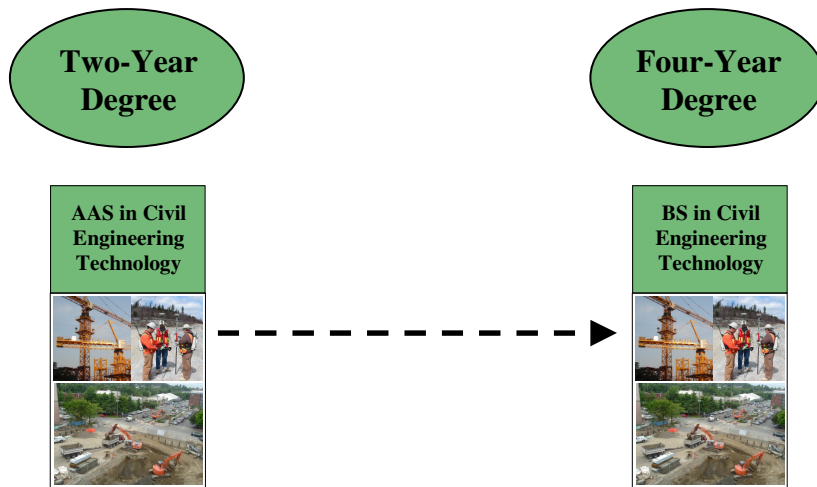 Two-Year
Degree
Four-Year
Degree
AAS in Civil
Engineering
Technology
BS in Civil
Engineering
Technology